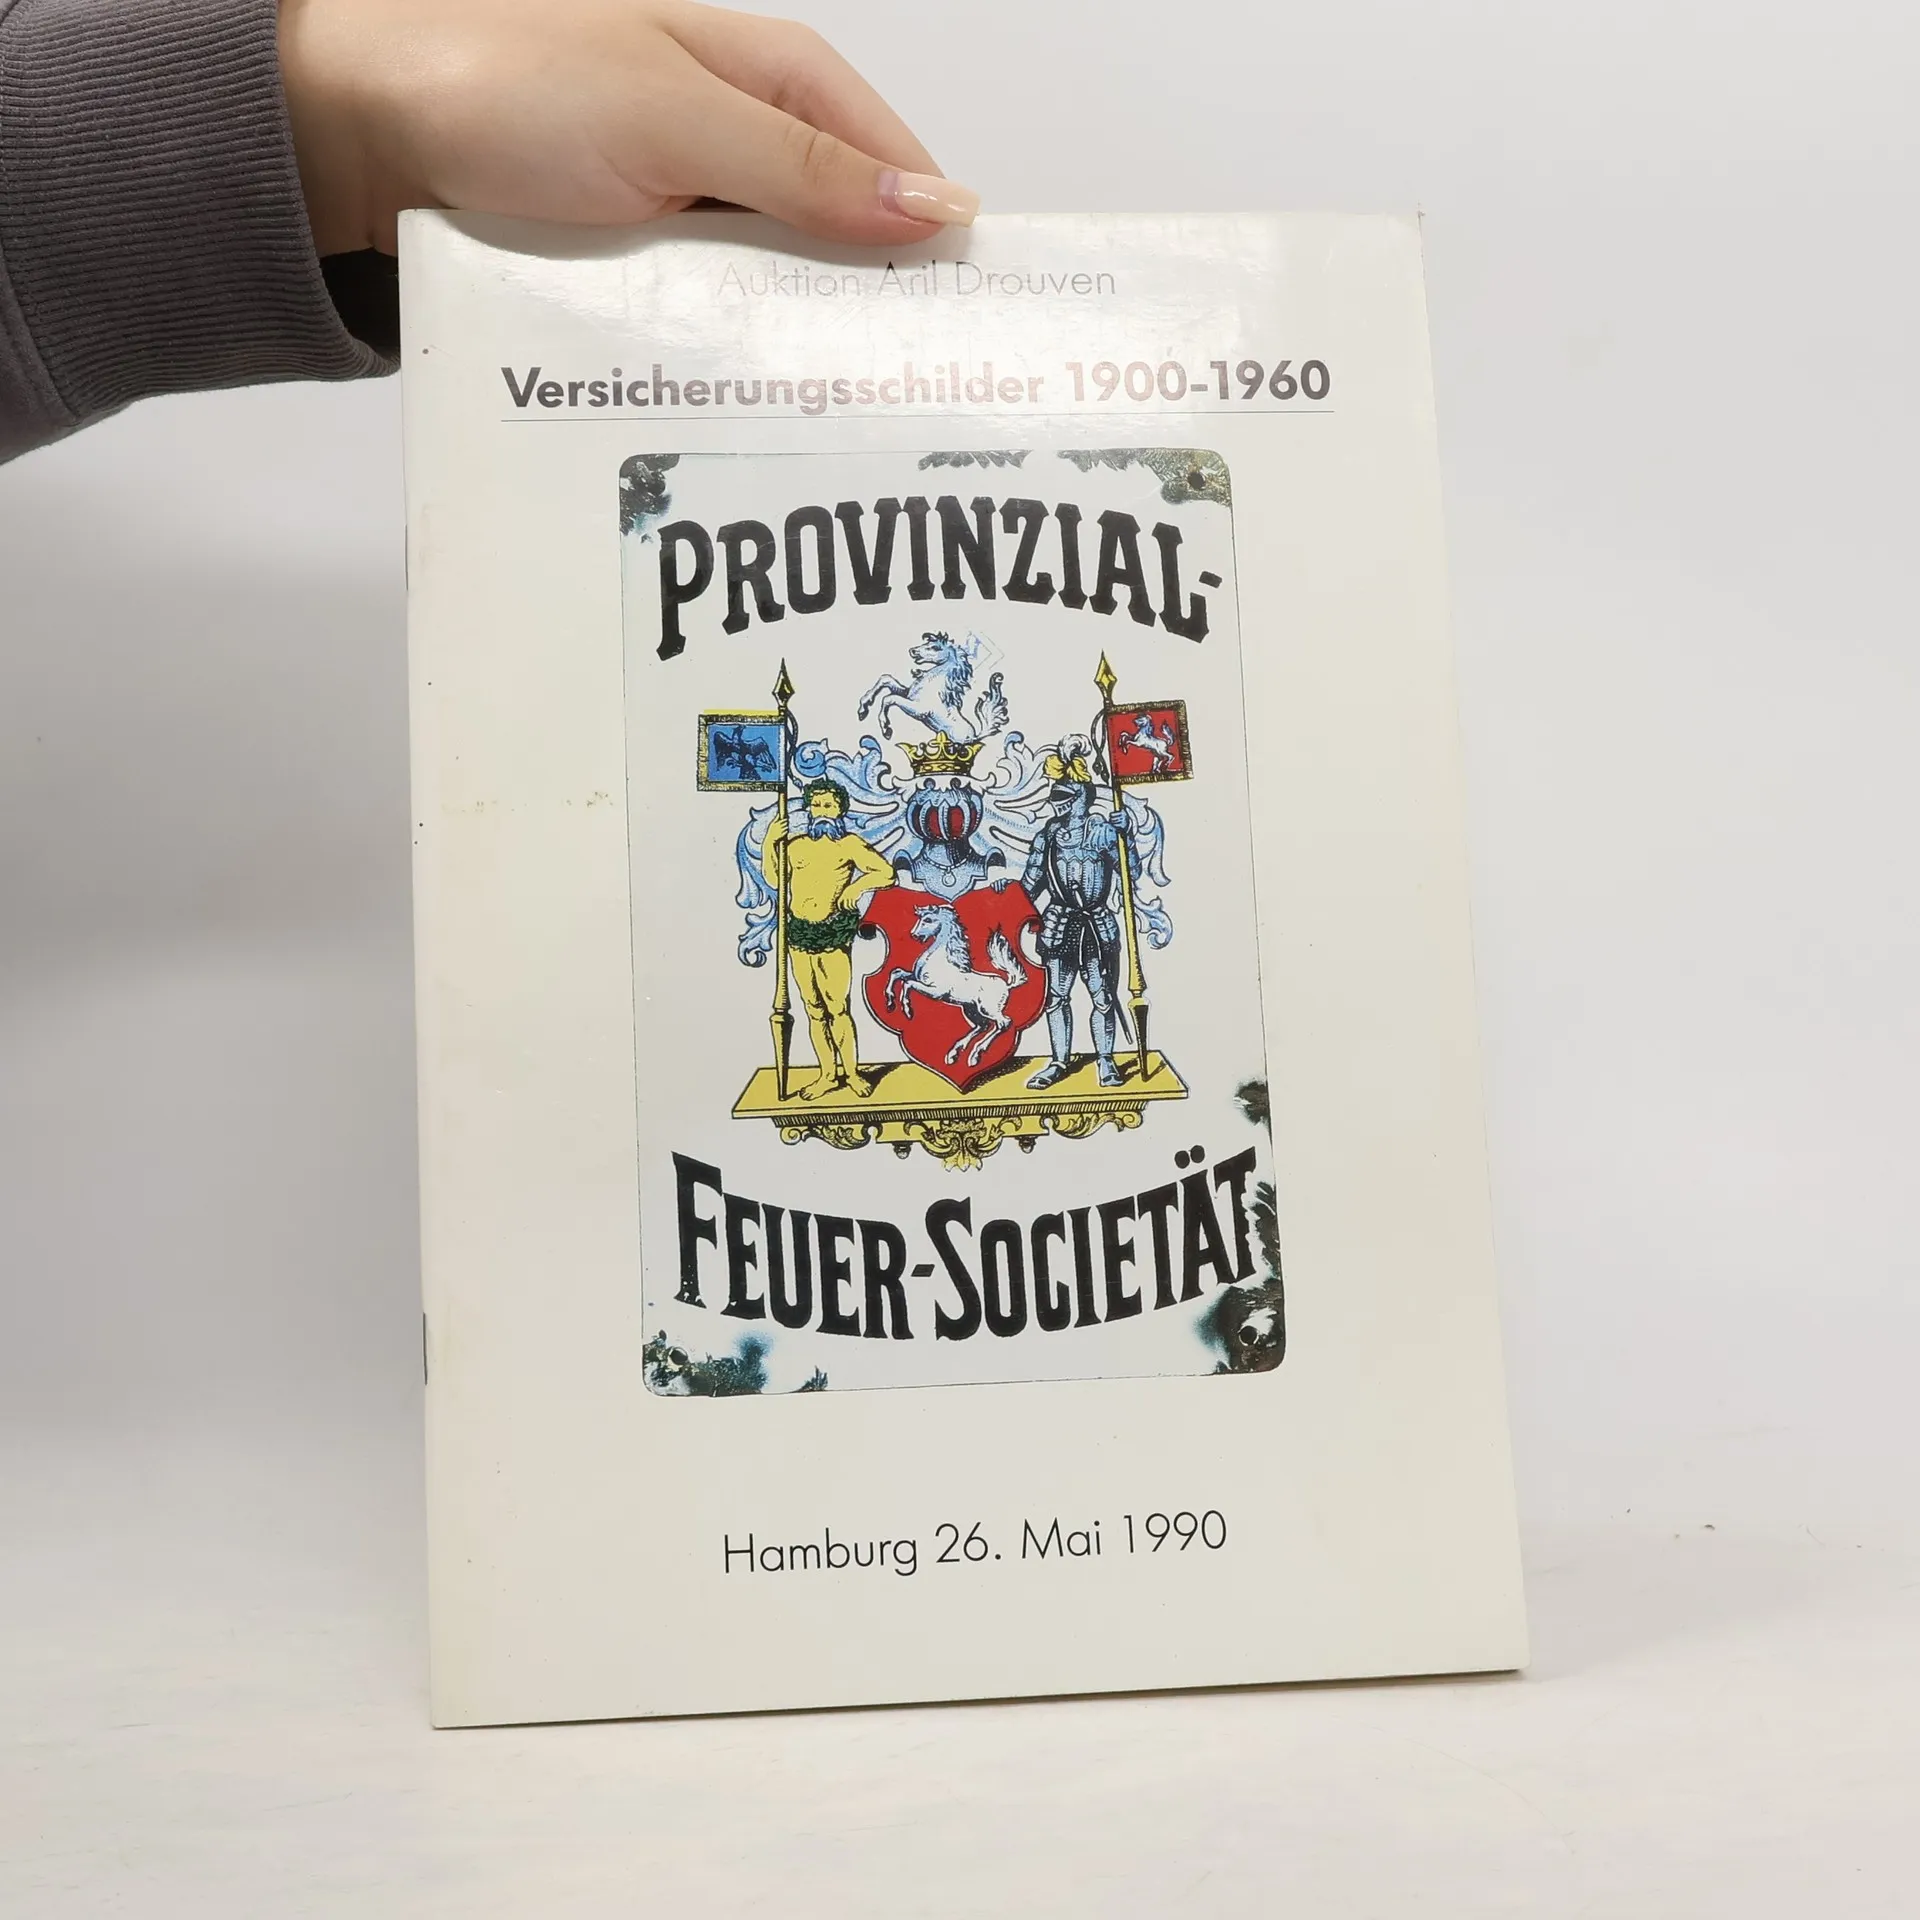 Auktion Aril Drouven
Versicherungsschilder 1900-1960
PROVINZIAL-
FEUER-SOCIETÄT
Hamburg 26. Mai 1990